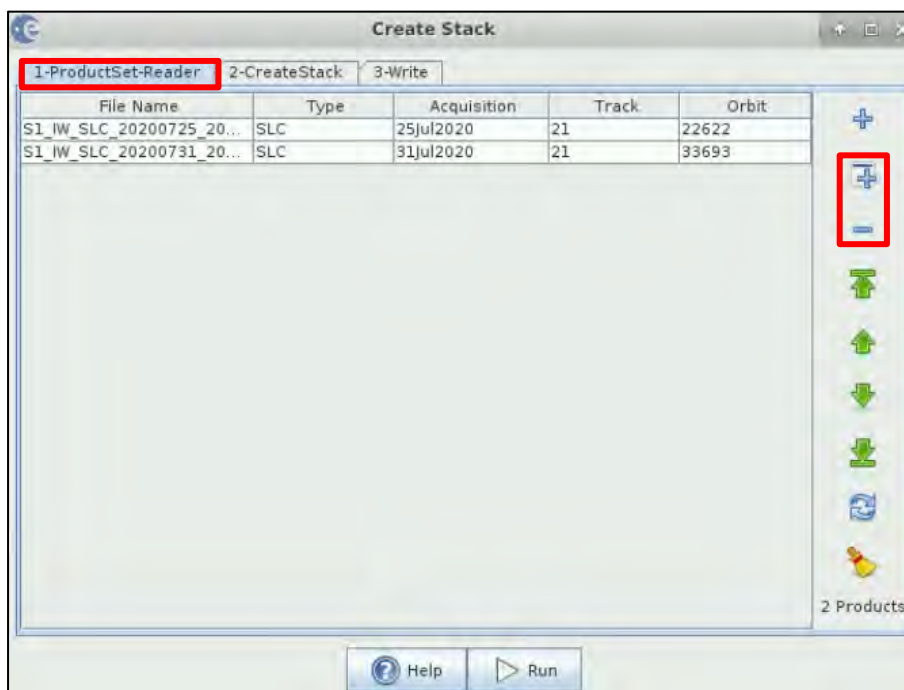 Create Stack
1-ProductSet-Reader 2-CreateStack 3-Write
File Name Type Acquisition Track Orbit
S1_IW_SLC_20200725_20... SLC 25Jul2020 21 22622
S1_IW_SLC_20200731_20... SLC 31Jul2020 21 33693
2 Products
Help Run